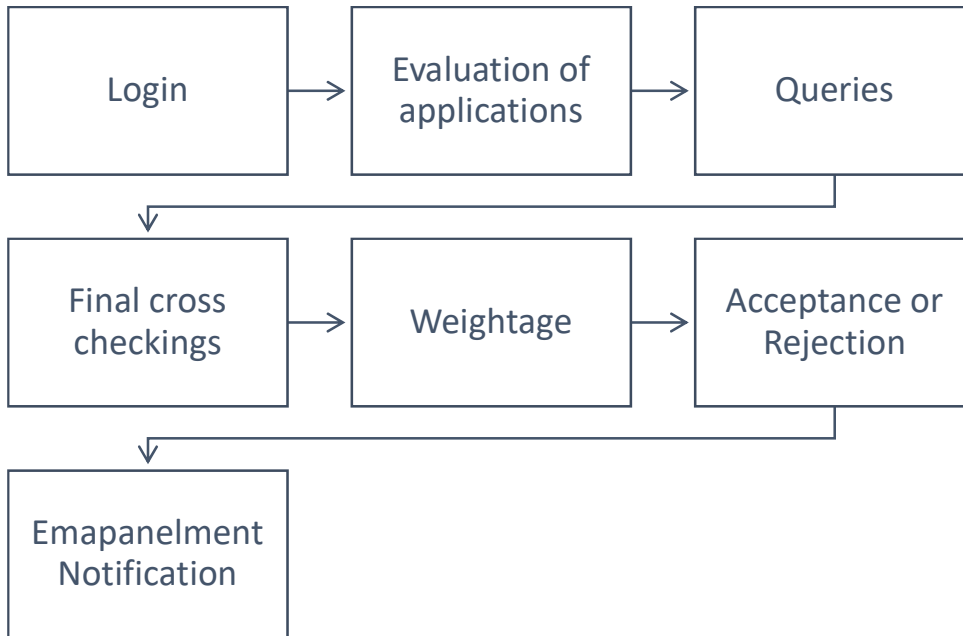 Login
Evaluation of
applications
Queries
Final cross
checkings
Weightage
Acceptance or
Rejection
Emapanelment
Notification